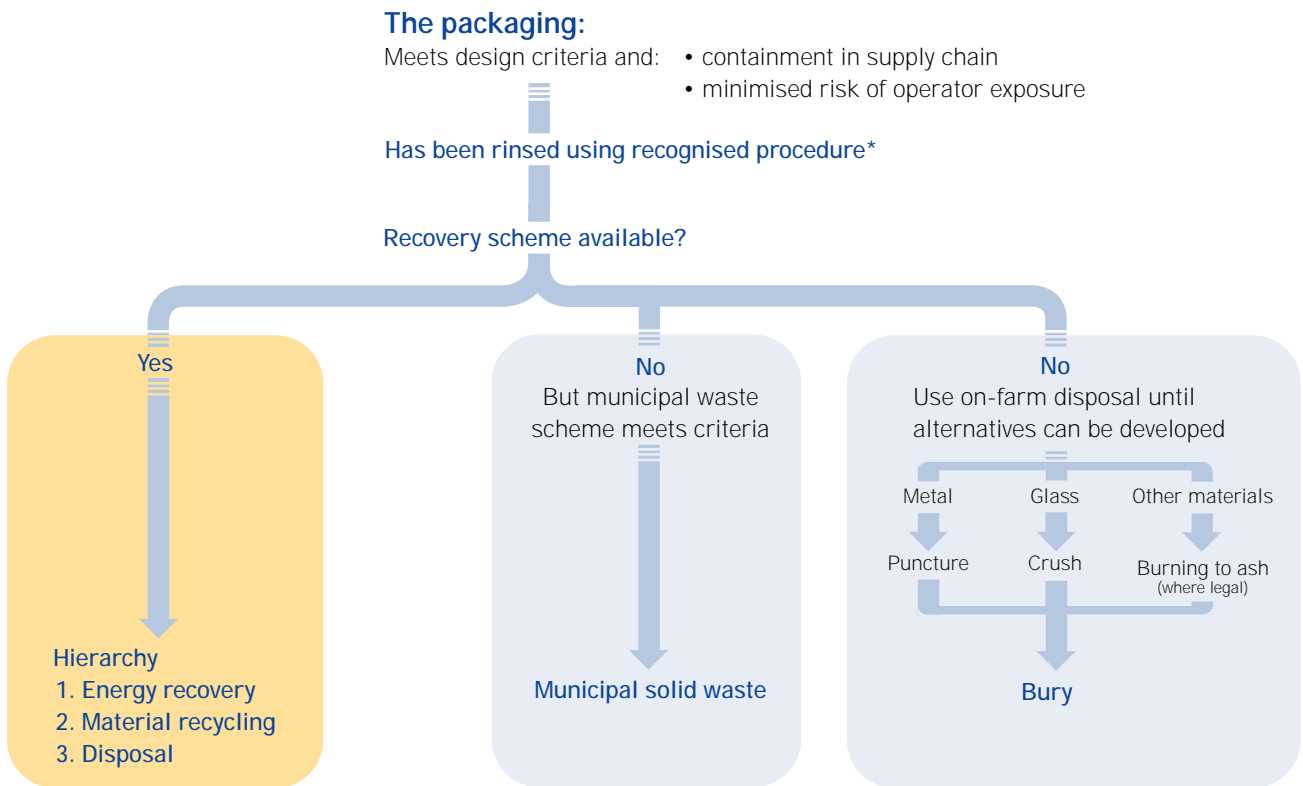 The packaging:
Meets design criteria and: • containment in supply chain
• minimised risk of operator exposure
Has been rinsed using recognised procedure*
Recovery scheme available?
Yes
Hierarchy
1. Energy recovery
2. Material recycling
3. Disposal
No
But municipal waste
scheme meets criteria
Municipal solid waste
No
Use on-farm disposal until
alternatives can be developed
Metal
Glass
Other materials
Puncture
Crush
Burning to ash
(where legal)
Bury